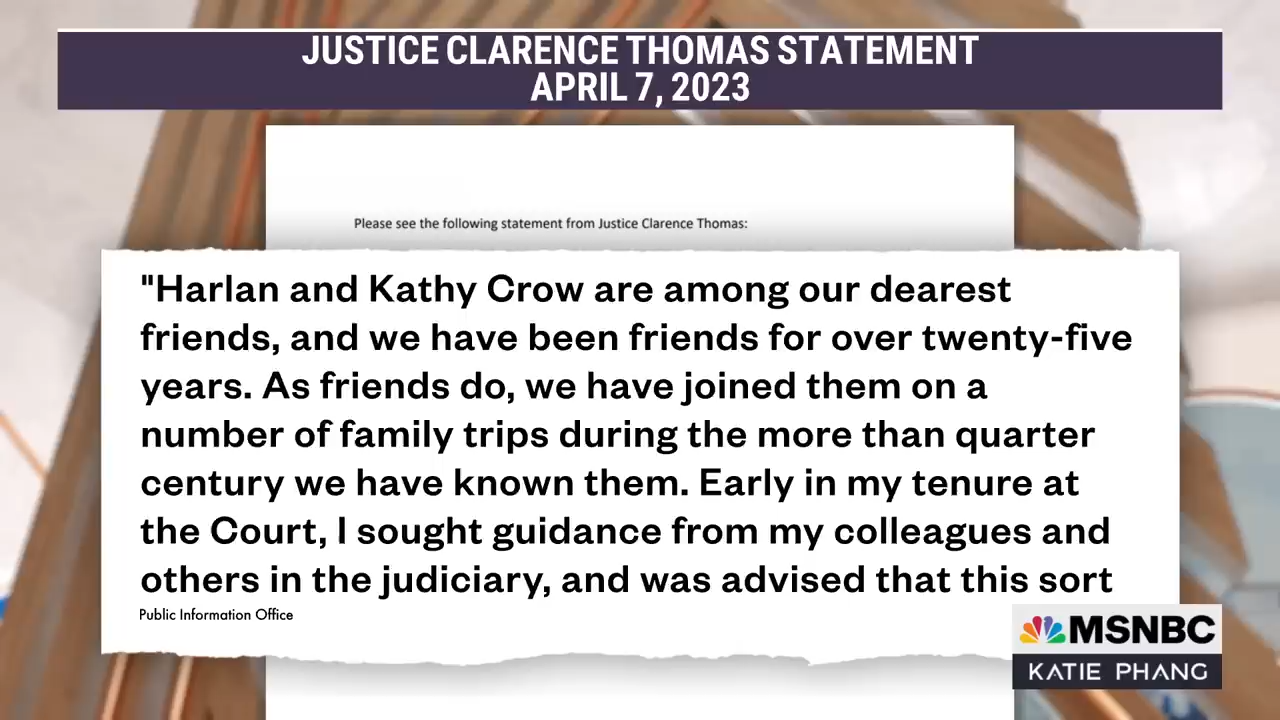 JUSTICE CLARENCE THOMAS STATEMENT
APRIL 7, 2023
Please see the following statement from Justice Clarence Thomas:
"Harlan and Kathy Crow are among our dearest
friends, and we have been friends for over twenty-five
years. As friends do, we have joined them on a
number of family trips during the more than quarter
century we have known them. Early in my tenure at
the Court, I sought guidance from my colleagues and
others in the judiciary, and was advised that this sort
Public Information Office
MSNBC
KATIE PHANG